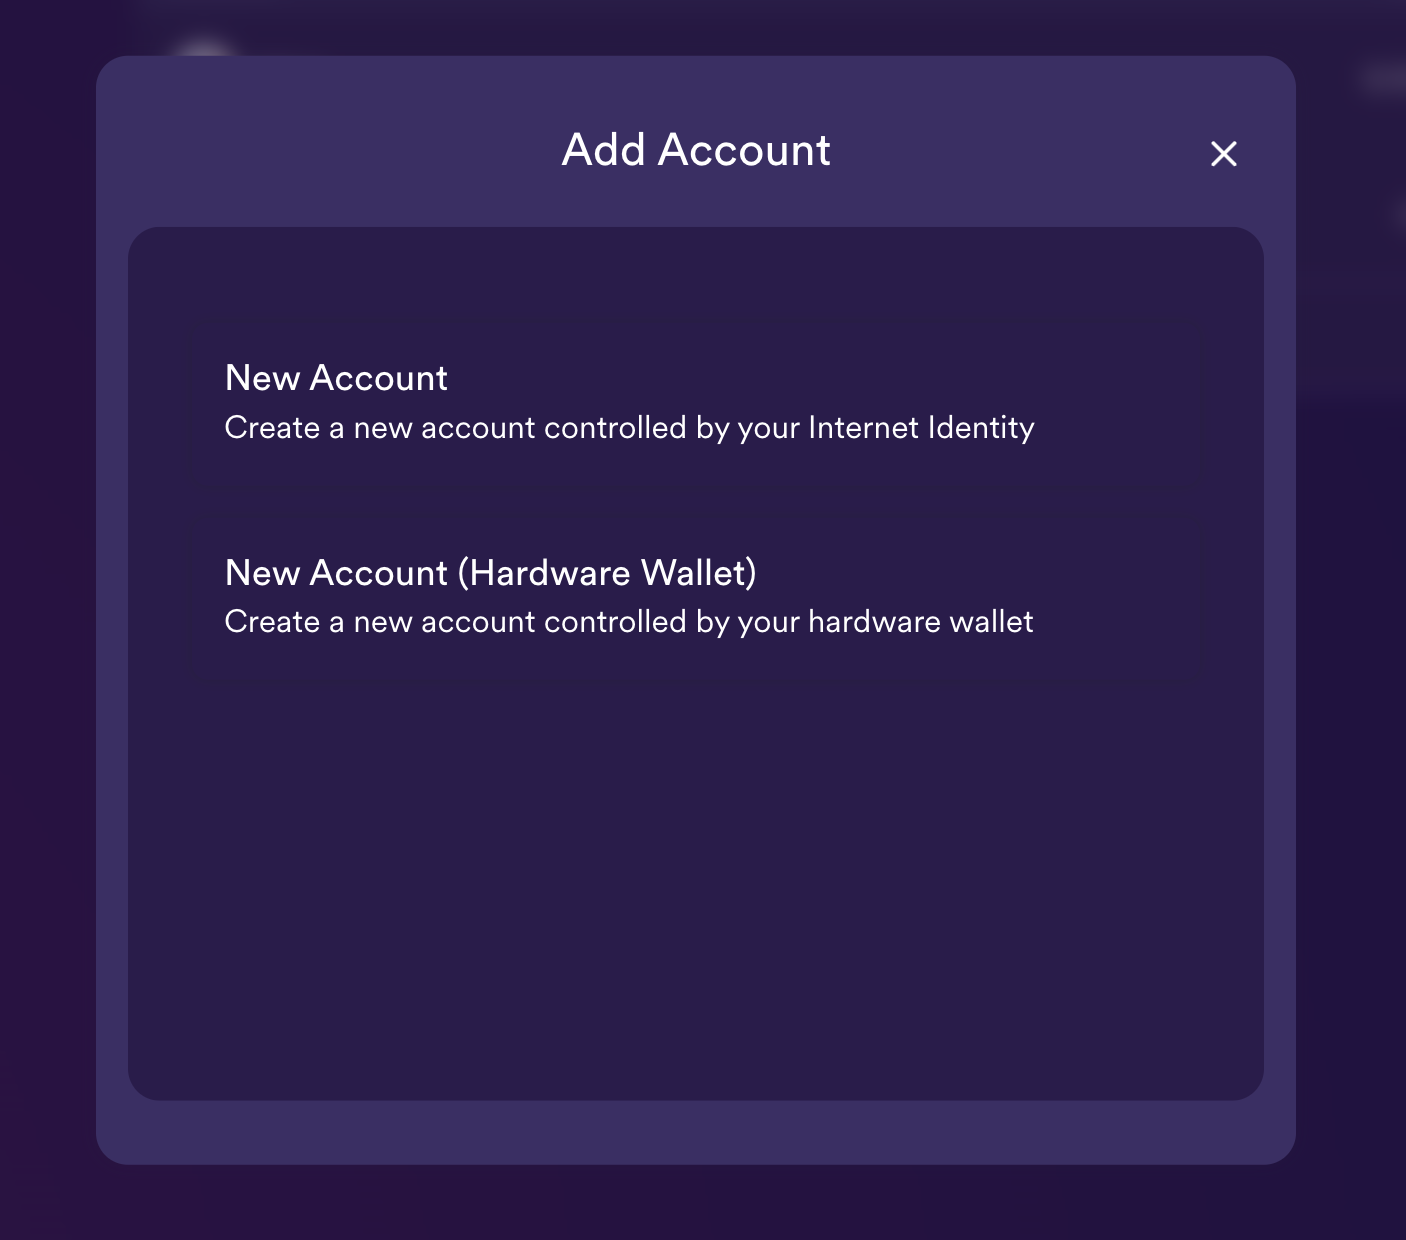 Add Account
New Account
Create a new account controlled by your Internet Identity
New Account (Hardware Wallet)
Create a new account controlled by your hardware wallet